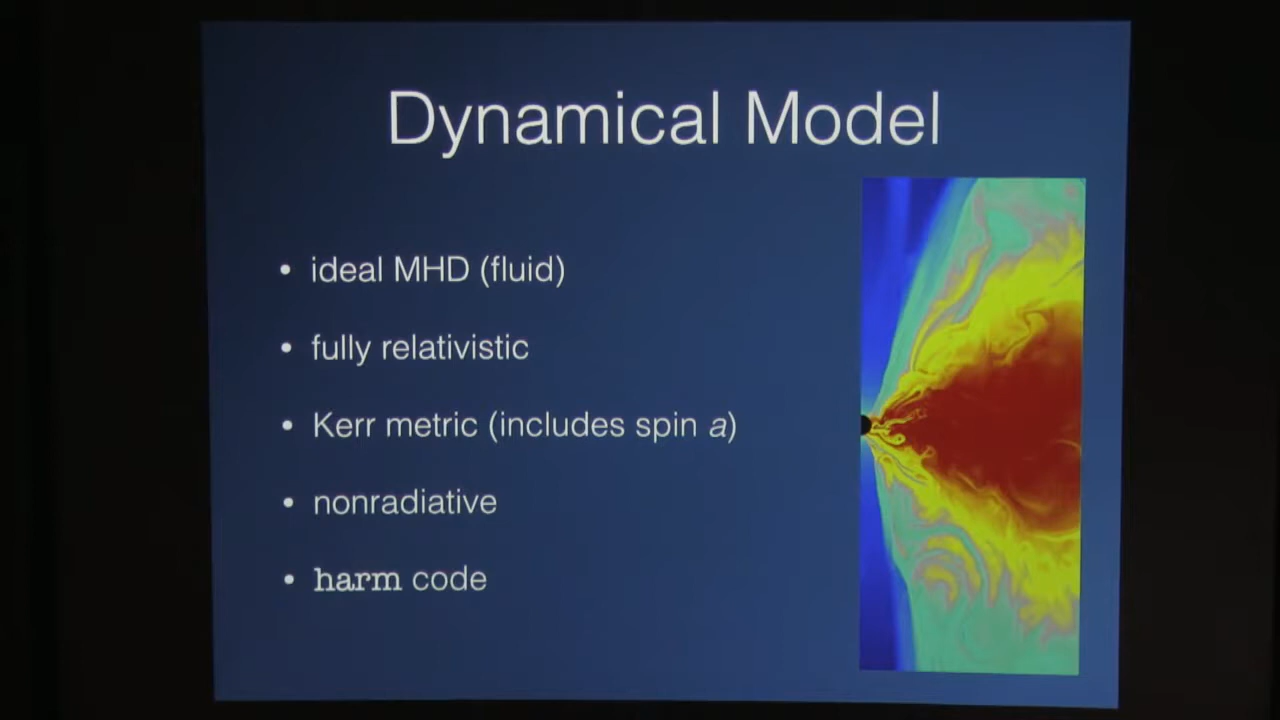 Dynamical Model
• ideal MHD (fluid)
• fully relativistic
• Kerr metric (includes spin a)
• nonradiative
• harm code